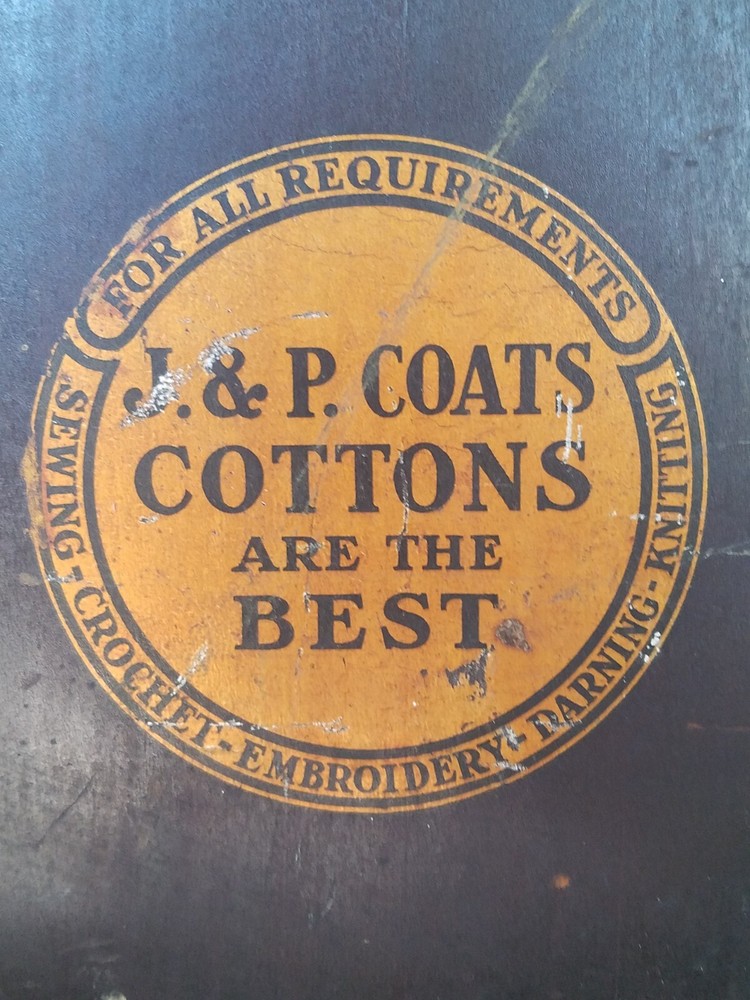 FOR ALL REQUIREMENTS
J. & P. COATS
COTTONS
ARE THE
BEST
SEWING - CROCHET - EMBROIDERY - DARNING - KNITTING